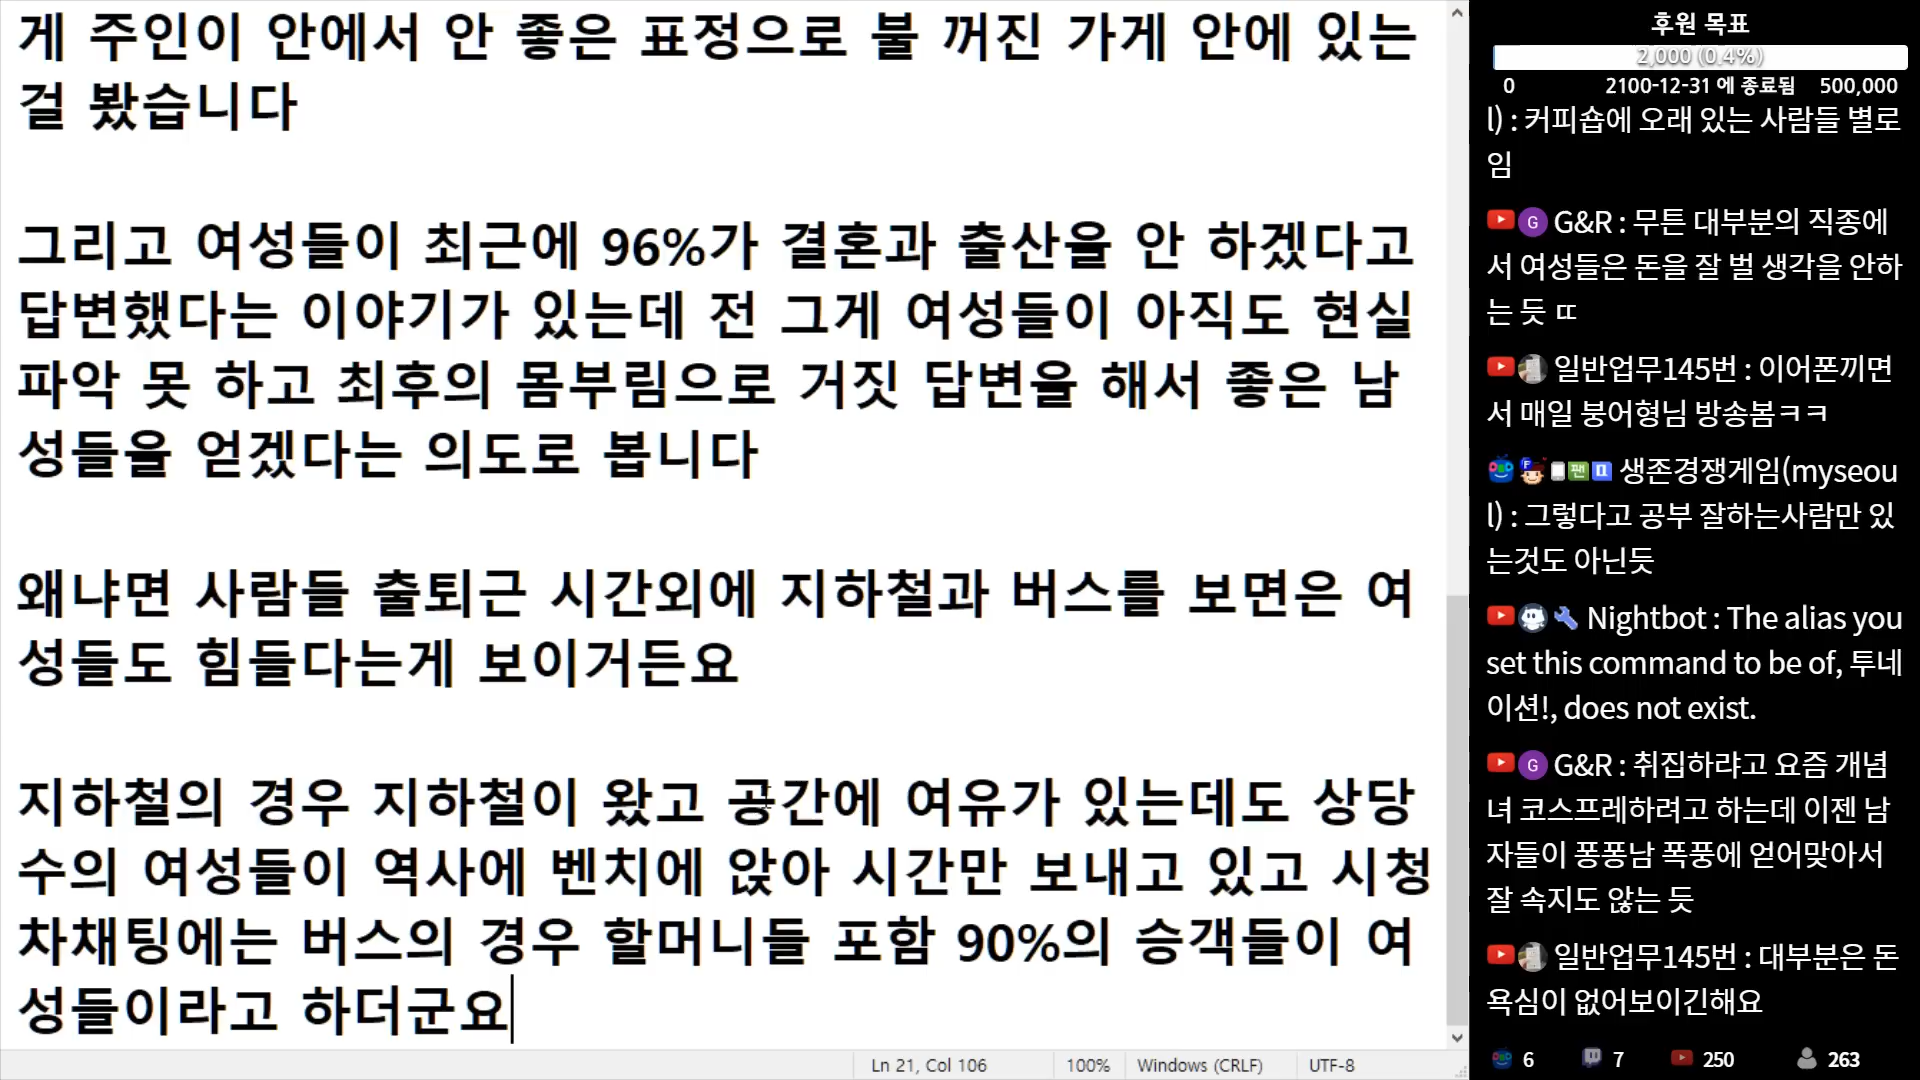 게 주인이 안에서 안 좋은 표정으로 불 꺼진 가게 안에 있는
걸 봤습니다
그리고 여성들이 최근에 96%가 결혼과 출산을 안 하겠다고
답변했다는 이야기가 있는데 전 그게 여성들이 아직도 현실
파악 못 하고 최후의 몸부림으로 거짓 답변을 해서 좋은 남
성들을 얻겠다는 의도로 봅니다
왜냐면 사람들 출퇴근 시간외에 지하철과 버스를 보면은 여
성들도 힘들다는게 보이거든요
지하철의 경우 지하철이 왔고 공간에 여유가 있는데도 상당
수의 여성들이 역사에 벤치에 앉아 시간만 보내고 있고 시청
차채팅에는 버스의 경우 할머니들 포함 90%의 승객들이 여
성들이라고 하더군요
Ln 21, Col 106
100%
Windows (CRLF)
UTF-8
후원 목표
2,000 (0.4%)
0 2100-12-31 에 종료됨 500,000
l) : 커피숍에 오래 있는 사람들 별로
임
G G&R : 무튼 대부분의 직종에
서 여성들은 돈을 잘 벌 생각을 안하
는 듯 ㄸ
일반업무145번 : 이어폰끼면
서 매일 붕어형님 방송봄ㅋㅋ
F 팬 생존경쟁게임(myseou
l) : 그렇다고 공부 잘하는사람만 있
는것도 아닌듯
Nightbot : The alias you
set this command to be of, 투네
이션!, does not exist.
G G&R : 취집하랴고 요즘 개념
녀 코스프레하려고 하는데 이젠 남
자들이 퐁퐁남 폭풍에 얻어맞아서
잘 속지도 않는 듯
일반업무145번 : 대부분은 돈
욕심이 없어보이긴해요
6 7 250 263